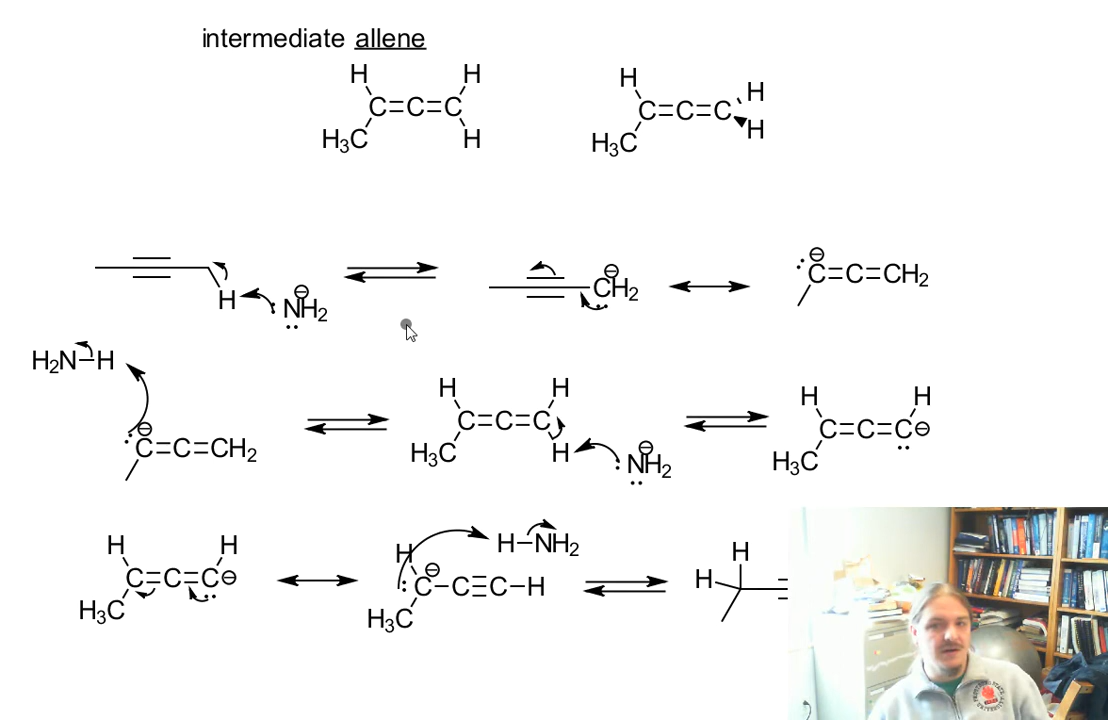 intermediate allene
H H H H
C=C=C C=C=C
H₃C H H₃C H
⊖
H :NH₂ CH₂ :C=C=CH₂
H₂N–H
H H H H
:C=C=CH₂ C=C=C C=C=C⊖
H₃C H :NH₂ H₃C
H H H H–NH₂ H
C=C=C⊖ :C–C≡C–H H
H₃C H₃C